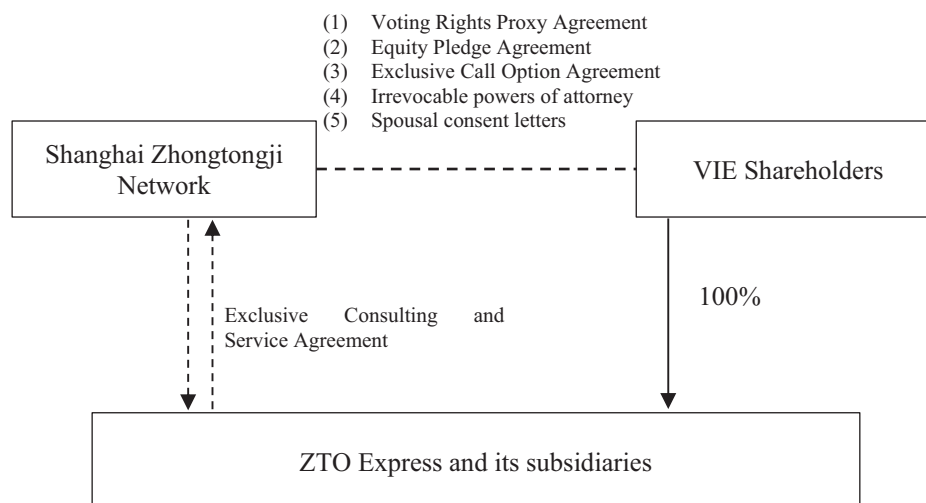 (1) Voting Rights Proxy Agreement
(2) Equity Pledge Agreement
(3) Exclusive Call Option Agreement
(4) Irrevocable powers of attorney
(5) Spousal consent letters
Shanghai Zhongtongji
Network
VIE Shareholders
100%
Exclusive Consulting and
Service Agreement
ZTO Express and its subsidiaries